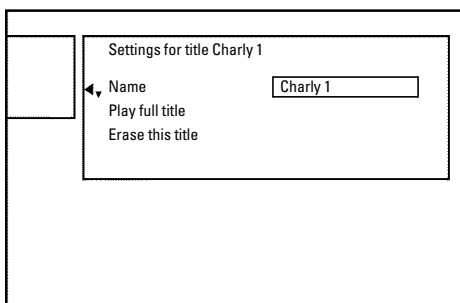 Settings for title Charly 1
Name Charly 1
Play full title
Erase this title